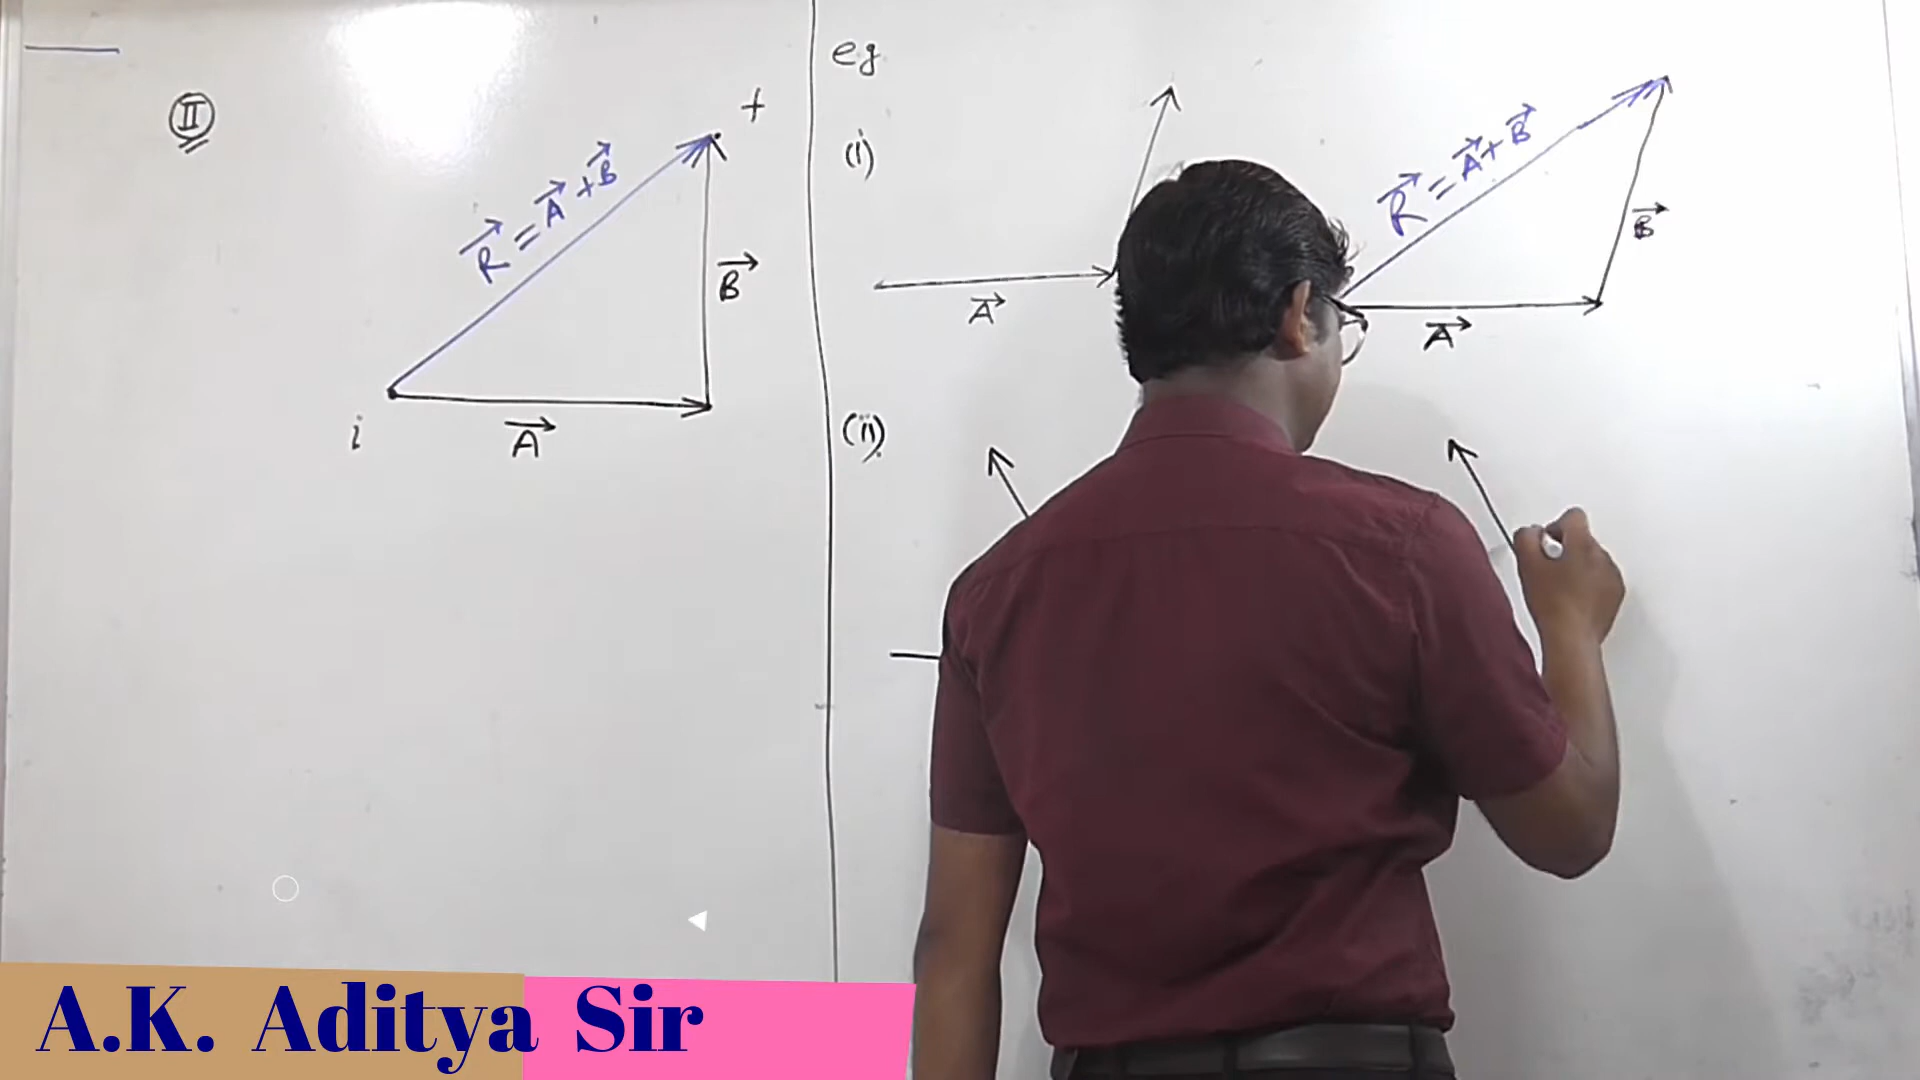 II
+
R⃗ = A⃗ + B⃗
B⃗
i
A⃗
eg
(i)
A⃗
R⃗ = A⃗ + B⃗
B⃗
A⃗
(ii)
A.K. Aditya Sir